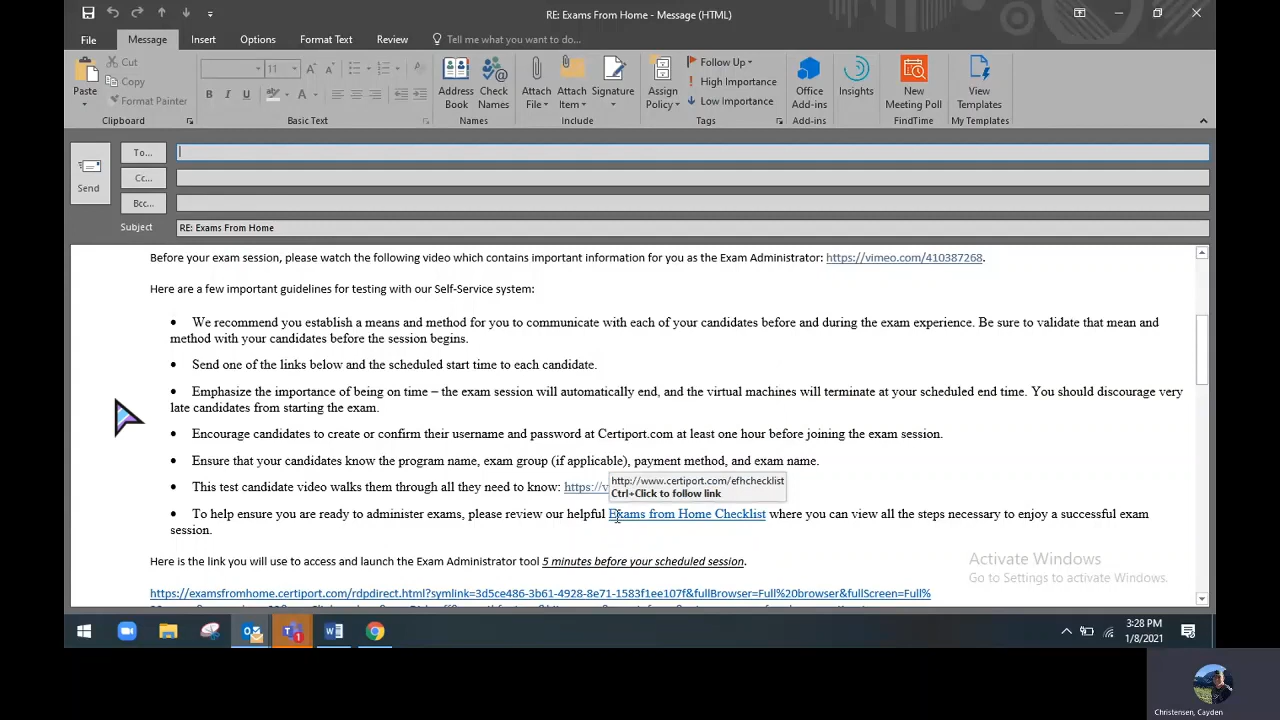 RE: Exams From Home - Message (HTML)
File Message Insert Options Format Text Review Tell me what you want to do...
Cut Copy Format Painter Paste Clipboard
11 B I U A Basic Text
Address Book Check Names Names
Attach File Attach Item Signature Include
Assign Policy Follow Up High Importance Low Importance Tags
Office Add-ins Add-ins
Insights
New Meeting Poll FindTime
View Templates My Templates
Send
To...
Cc...
Bcc...
Subject RE: Exams From Home
Before your exam session, please watch the following video which contains important information for you as the Exam Administrator: https://vimeo.com/410387268.
Here are a few important guidelines for testing with our Self-Service system:
• We recommend you establish a means and method for you to communicate with each of your candidates before and during the exam experience. Be sure to validate that mean and
method with your candidates before the session begins.
• Send one of the links below and the scheduled start time to each candidate.
• Emphasize the importance of being on time – the exam session will automatically end, and the virtual machines will terminate at your scheduled end time. You should discourage very
late candidates from starting the exam.
• Encourage candidates to create or confirm their username and password at Certiport.com at least one hour before joining the exam session.
• Ensure that your candidates know the program name, exam group (if applicable), payment method, and exam name.
http://www.certiport.com/efhchecklist
Ctrl+Click to follow link
• This test candidate video walks them through all they need to know: https://v
• To help ensure you are ready to administer exams, please review our helpful Exams from Home Checklist where you can view all the steps necessary to enjoy a successful exam
session.
Here is the link you will use to access and launch the Exam Administrator tool 5 minutes before your scheduled session.
https://examsfromhome.certiport.com/rdpdirect.html?symlink=3d5ce486-3b61-4928-8e71-1583f1ee107f&fullBrowser=Full%20browser&fullScreen=Full%
Activate Windows
Go to Settings to activate Windows.
3:28 PM
1/8/2021
Christensen, Cayden